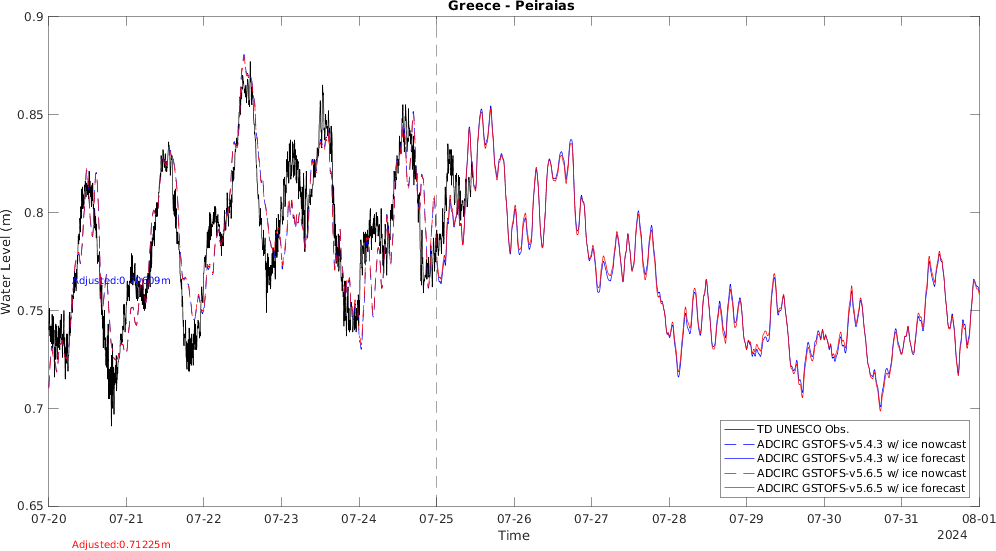 Greece - Peiraias
0.9
0.85
0.8
0.75
0.7
0.65
Water Level (m)
TD UNESCO Obs.
ADCIRC GSTOFS-v5.4.3 w/ ice nowcast
ADCIRC GSTOFS-v5.4.3 w/ ice forecast
ADCIRC GSTOFS-v5.6.5 w/ ice nowcast
ADCIRC GSTOFS-v5.6.5 w/ ice forecast
07-20 07-21 07-22 07-23 07-24 07-25 07-26 07-27 07-28 07-29 07-30 07-31 08-01
Time
2024
Adjusted:0.71225m